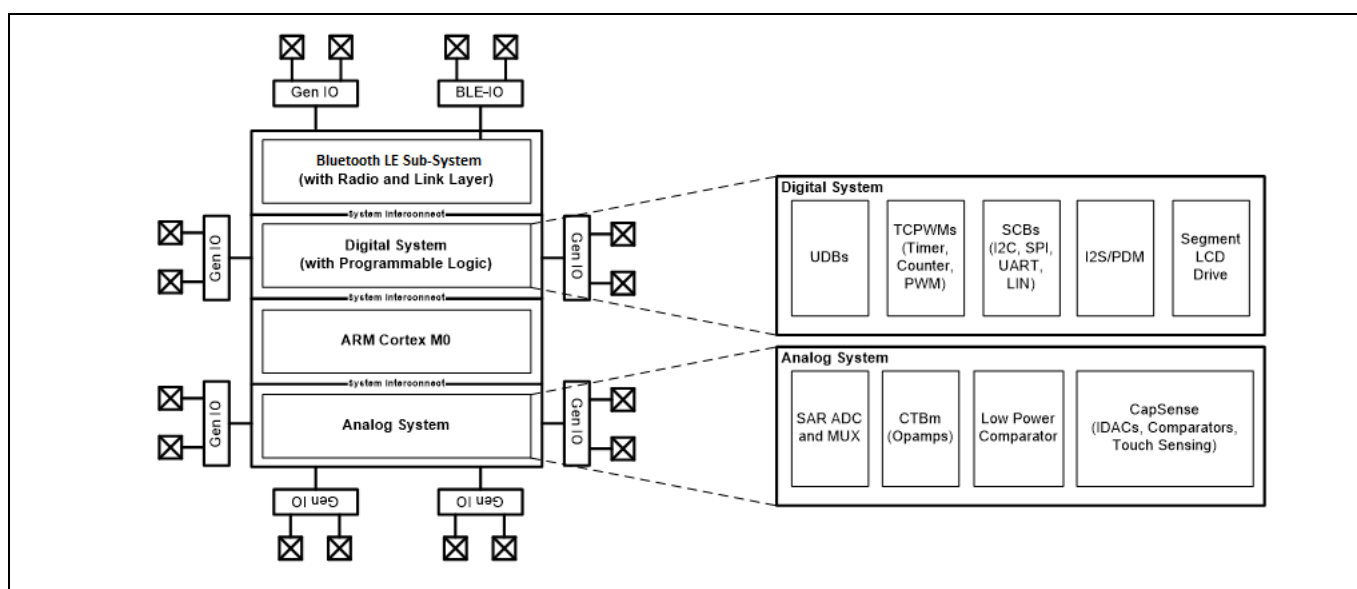 Gen IO
BLE-IO
Bluetooth LE Sub-System
(with Radio and Link Layer)
System Interconnect
Gen IO
Digital System
(with Programmable Logic)
Gen IO
System Interconnect
ARM Cortex M0
System Interconnect
Gen IO
Analog System
Gen IO
Gen IO
Gen IO
Digital System
UDBs
TCPWMs
(Timer,
Counter,
PWM)
SCBs
(I2C, SPI,
UART,
LIN)
I2S/PDM
Segment
LCD
Drive
Analog System
SAR ADC
and MUX
CTBm
(Opamps)
Low Power
Comparator
CapSense
(IDACs, Comparators,
Touch Sensing)